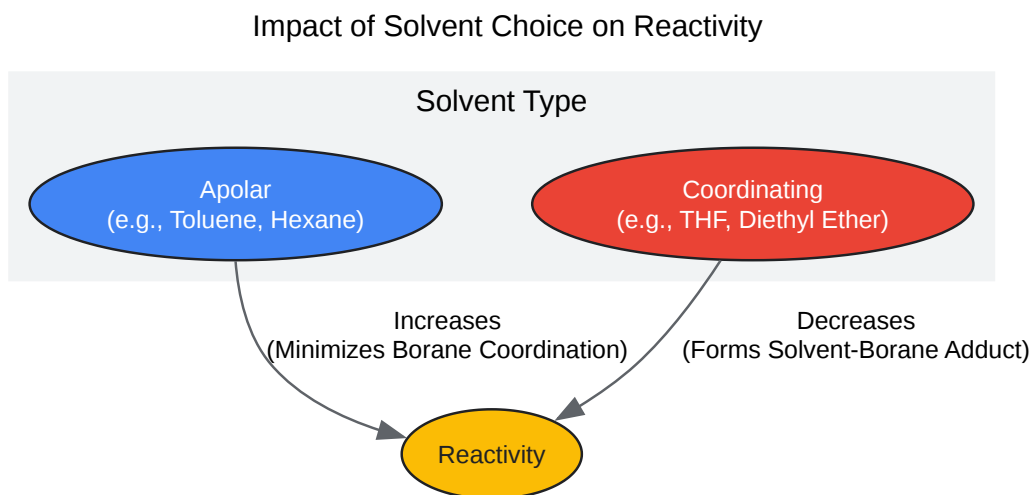 Impact of Solvent Choice on Reactivity
Solvent Type
Apolar
(e.g., Toluene, Hexane)
Coordinating
(e.g., THF, Diethyl Ether)
Increases
(Minimizes Borane Coordination)
Decreases
(Forms Solvent-Borane Adduct)
Reactivity